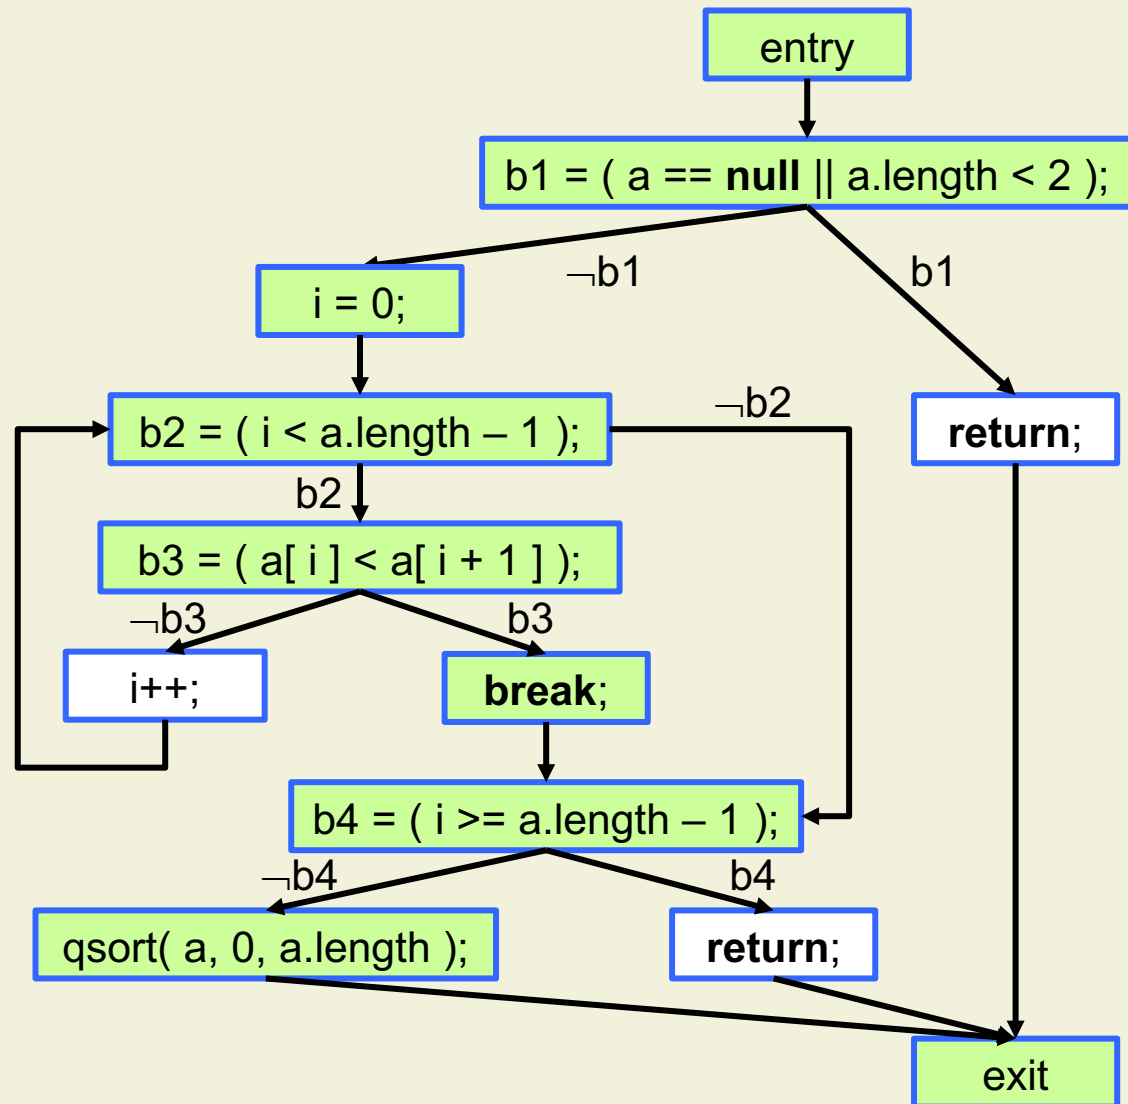 entry
b1 = ( a == null || a.length < 2 );
¬b1
b1
i = 0;
b2 = ( i < a.length – 1 );
¬b2
return;
b2
b3 = ( a[ i ] < a[ i + 1 ] );
¬b3
b3
i++;
break;
b4 = ( i >= a.length – 1 );
¬b4
b4
qsort( a, 0, a.length );
return;
exit